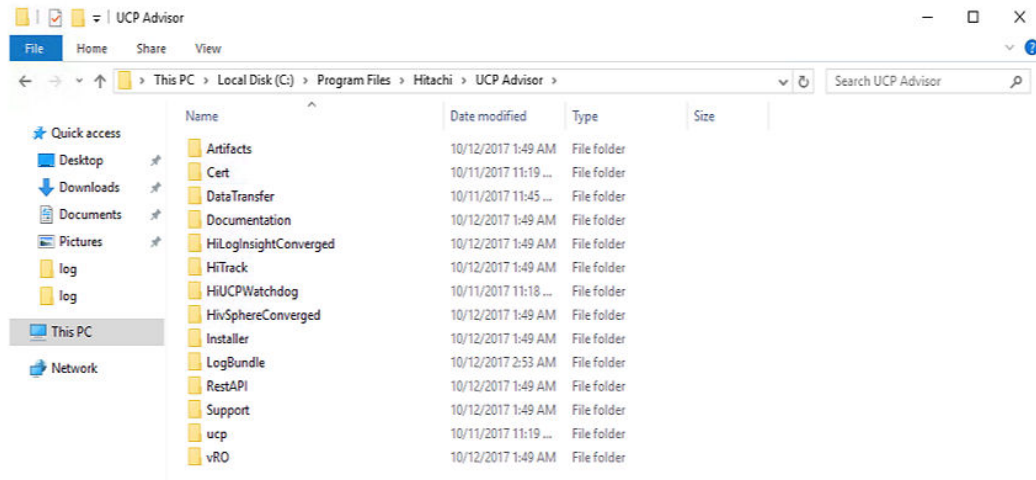 UCP Advisor
File Home Share View
This PC > Local Disk (C:) > Program Files > Hitachi > UCP Advisor > Search UCP Advisor
Name Date modified Type Size
Quick access
Desktop
Downloads
Documents
Pictures
log
log
This PC
Network
Artifacts 10/12/2017 1:49 AM File folder
Cert 10/11/2017 11:19 ... File folder
DataTransfer 10/11/2017 11:45 ... File folder
Documentation 10/12/2017 1:49 AM File folder
HiLogInsightConverged 10/12/2017 1:49 AM File folder
HiTrack 10/12/2017 1:49 AM File folder
HiUCPWatchdog 10/11/2017 11:18 ... File folder
HivSphereConverged 10/12/2017 1:49 AM File folder
Installer 10/12/2017 1:49 AM File folder
LogBundle 10/12/2017 2:53 AM File folder
RestAPI 10/12/2017 1:49 AM File folder
Support 10/12/2017 1:49 AM File folder
ucp 10/11/2017 11:19 ... File folder
vRO 10/12/2017 1:49 AM File folder